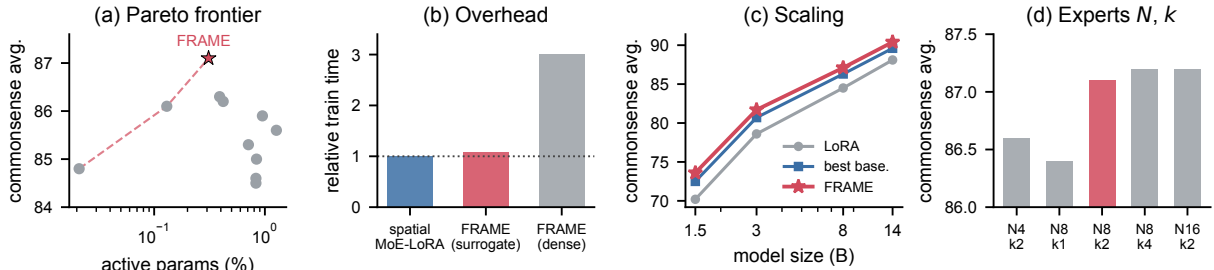 (a) Pareto frontier
FRAME
87
86
85
84
10⁻¹
10⁰
commonsense avg.
active params (%)
(b) Overhead
3
2
1
0
relative train time
spatial
MoE-LoRA
FRAME
(surrogate)
FRAME
(dense)
(c) Scaling
90
85
80
75
70
commonsense avg.
LoRA
best base.
FRAME
1.5
3
8
14
model size (B)
(d) Experts N, k
87.5
87.0
86.5
86.0
commonsense avg.
N4
k2
N8
k1
N8
k2
N8
k4
N16
k2